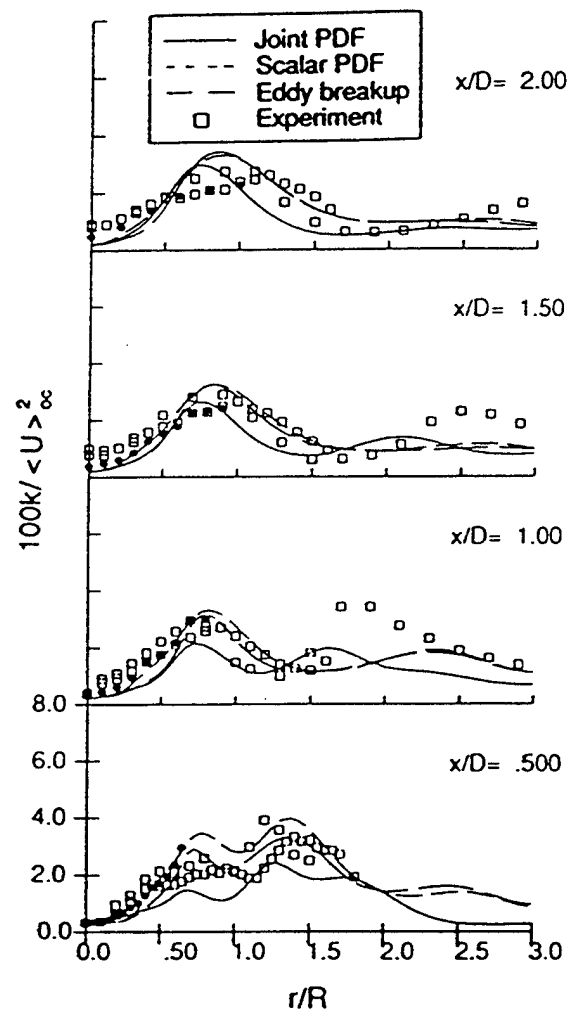 Joint PDF
Scalar PDF
Eddy breakup
Experiment
x/D= 2.00
x/D= 1.50
100k/ <U>²oc
x/D= 1.00
8.0
6.0
4.0
2.0
0.0
x/D= .500
0.0 .50 1.0 1.5 2.0 2.5 3.0
r/R